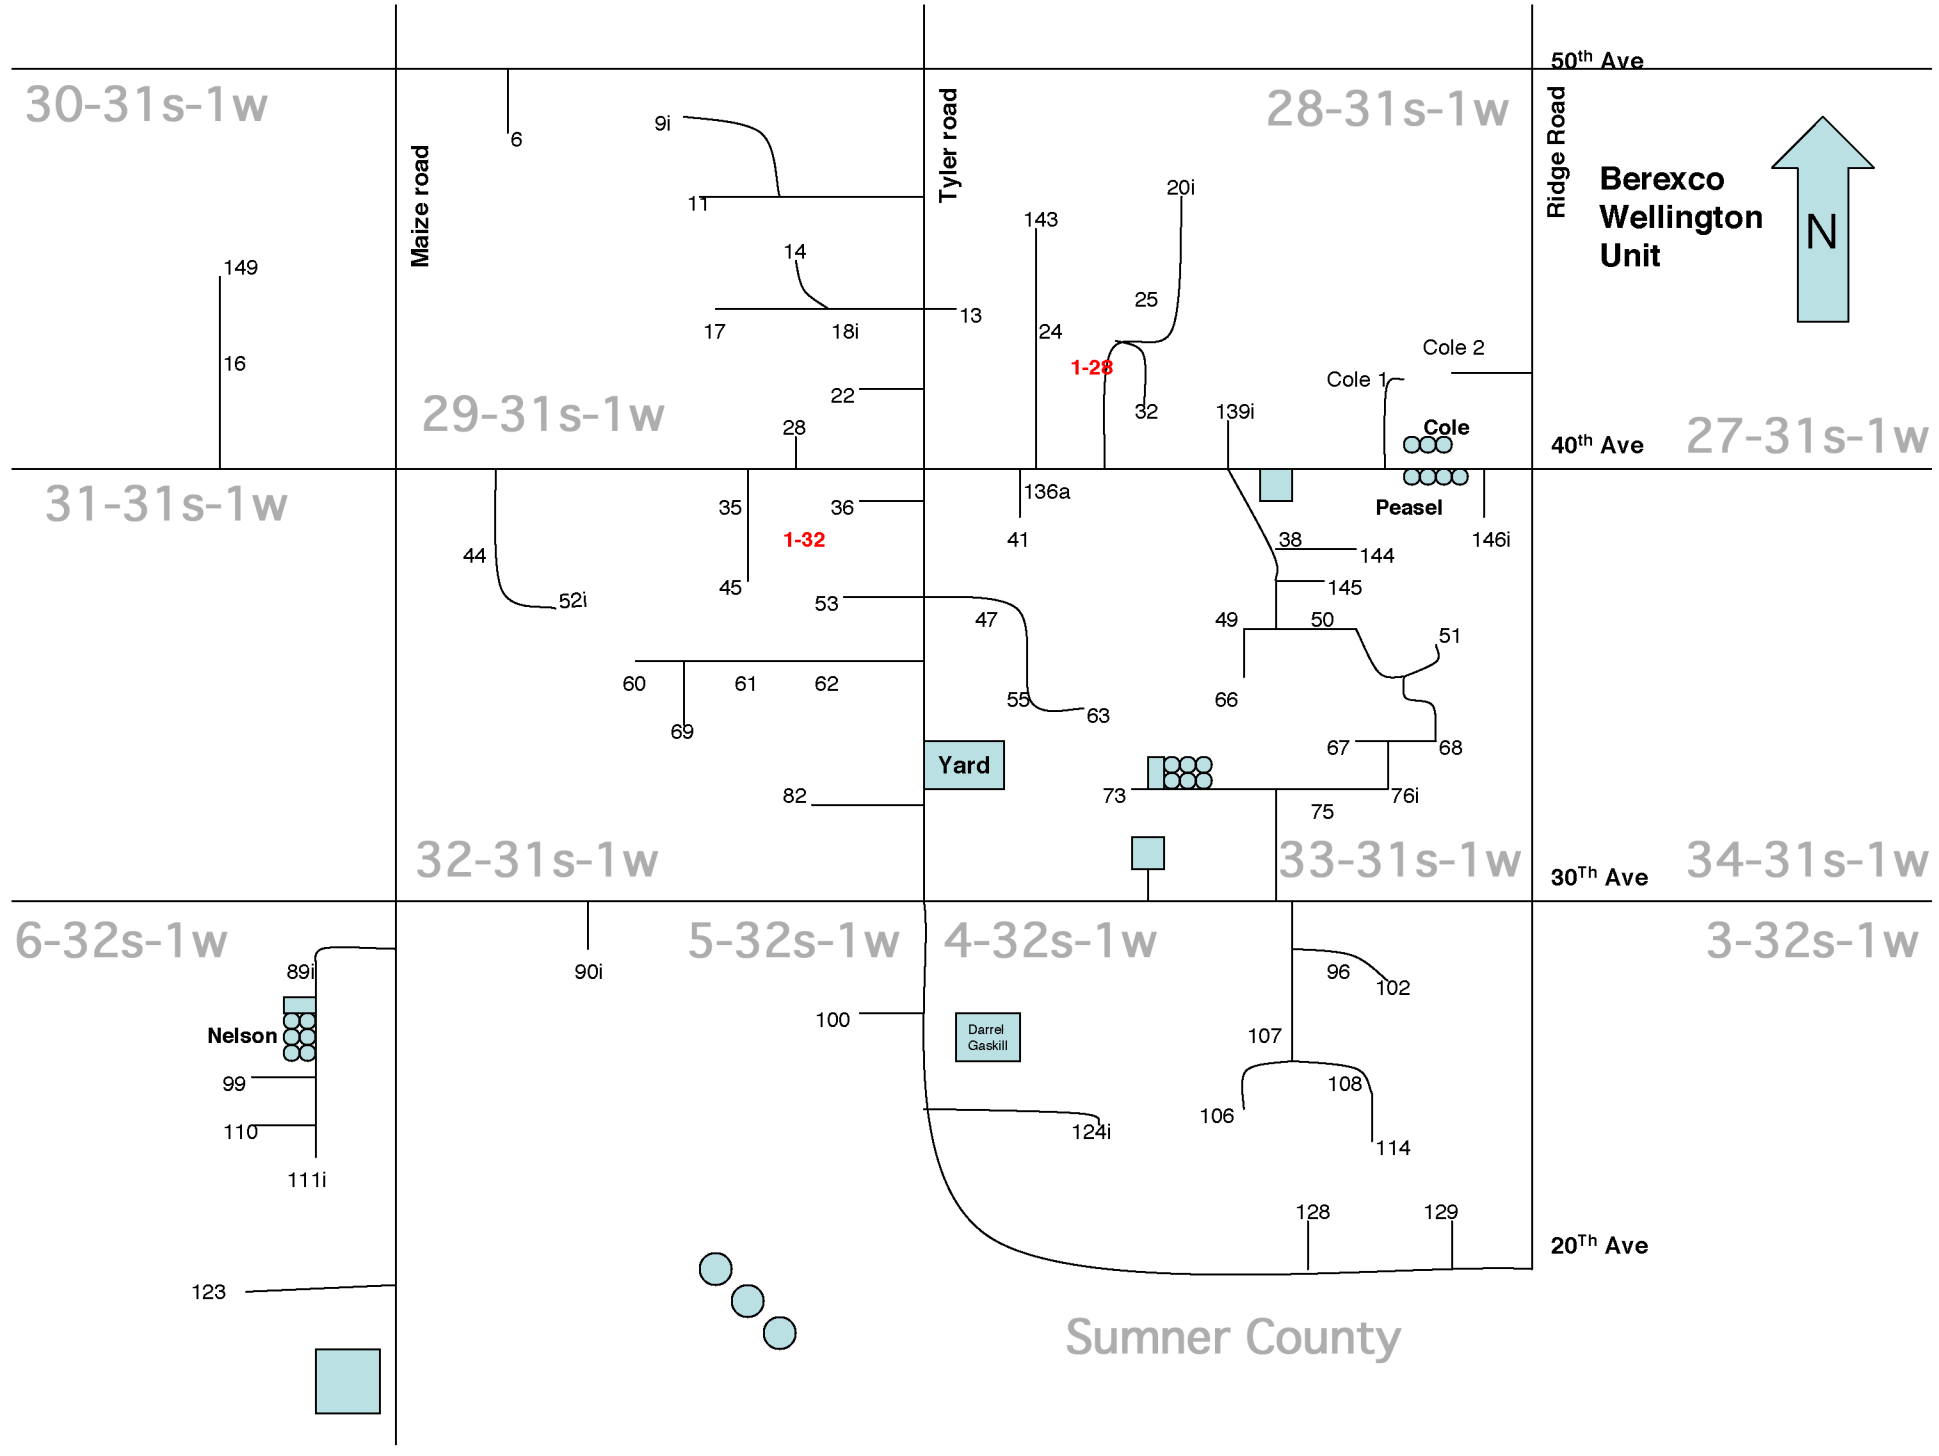 50th Ave
30-31s-1w
28-31s-1w
6
9i
11
Maize road
Tyler road
Ridge Road
Berexco
Wellington
Unit
N
20i
143
14
149
25
13
17
18i
24
16
Cole 2
1-28
Cole 1
22
32
139i
28
29-31s-1w
Cole
40th Ave
27-31s-1w
31-31s-1w
35
36
136a
Peasel
1-32
41
38
146i
44
144
45
145
52i
53
47
49
50
51
60
61
62
55
63
66
69
67
68
Yard
82
73
75
76i
32-31s-1w
33-31s-1w
30Th Ave
34-31s-1w
6-32s-1w
5-32s-1w
4-32s-1w
3-32s-1w
89i
90i
96
102
100
Darrel
Gaskill
Nelson
107
99
108
106
110
124i
114
111i
128
129
20Th Ave
123
Sumner County